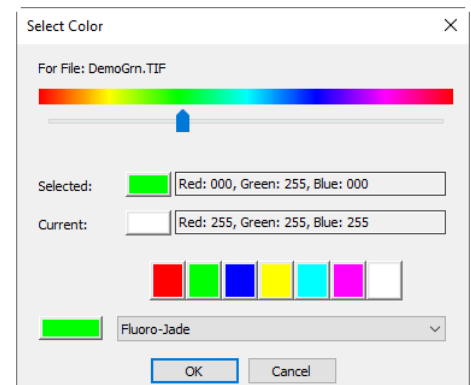 Select Color
For File: DemoGrn.TIF
Selected: Red: 000, Green: 255, Blue: 000
Current: Red: 255, Green: 255, Blue: 255
Fluoro-Jade
OK Cancel